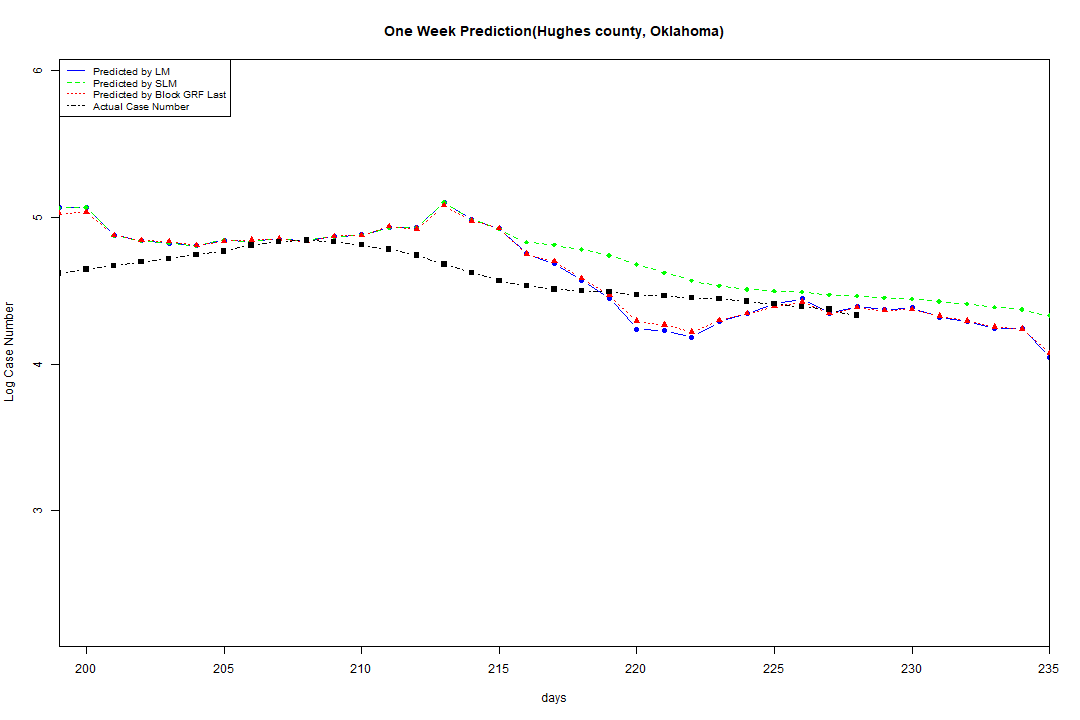 One Week Prediction(Hughes county, Oklahoma)
Predicted by LM
Predicted by SLM
Predicted by Block GRF Last
Actual Case Number
6
5
4
3
Log Case Number
200 205 210 215 220 225 230 235
days